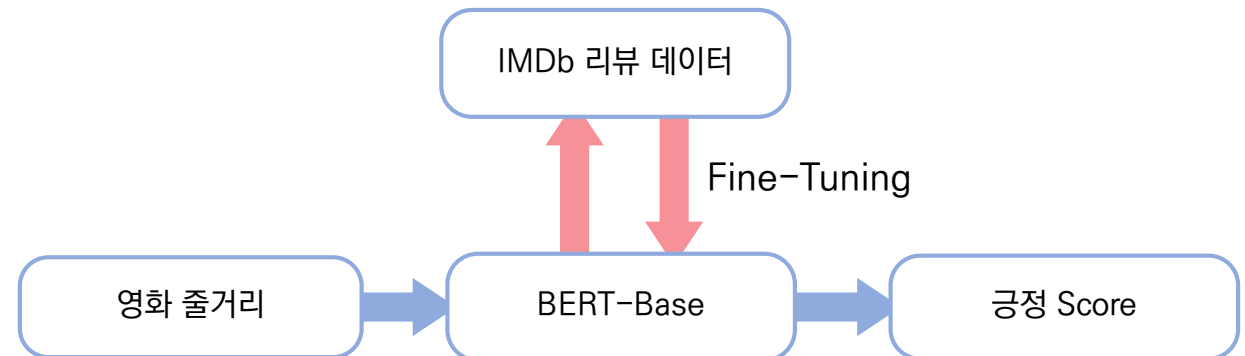 IMDb 리뷰 데이터
Fine-Tuning
영화 줄거리
BERT-Base
긍정 Score